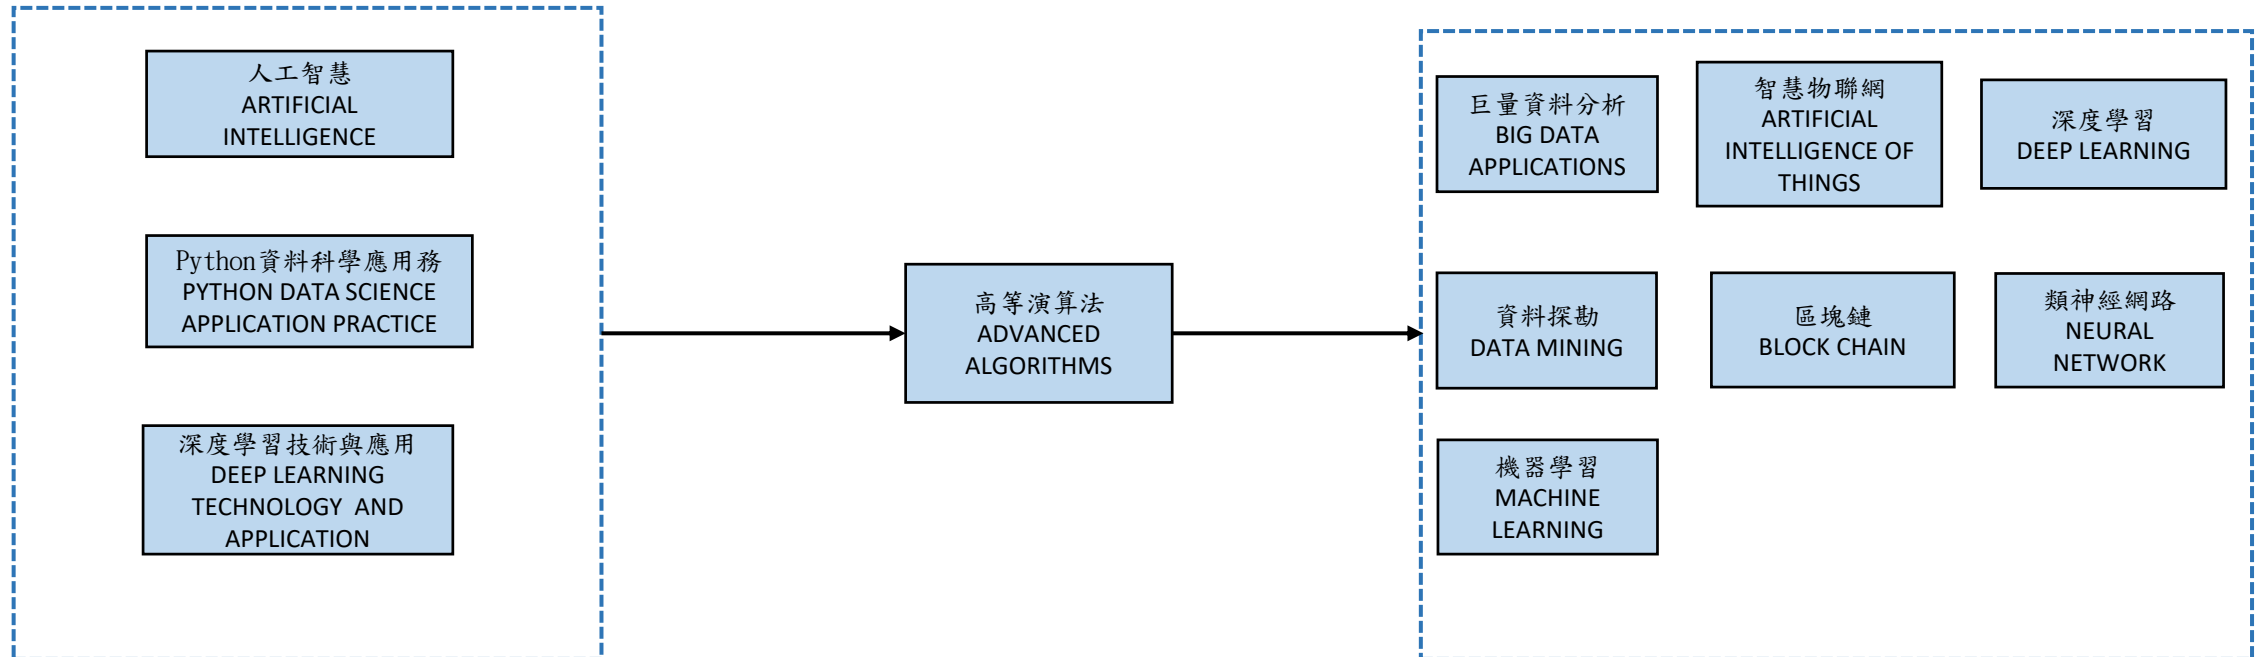 人工智慧
ARTIFICIAL
INTELLIGENCE
Python資料科學應用務
PYTHON DATA SCIENCE
APPLICATION PRACTICE
深度學習技術與應用
DEEP LEARNING
TECHNOLOGY AND
APPLICATION
高等演算法
ADVANCED
ALGORITHMS
巨量資料分析
BIG DATA
APPLICATIONS
智慧物聯網
ARTIFICIAL
INTELLIGENCE OF
THINGS
深度學習
DEEP LEARNING
資料探勘
DATA MINING
區塊鏈
BLOCK CHAIN
類神經網路
NEURAL
NETWORK
機器學習
MACHINE
LEARNING